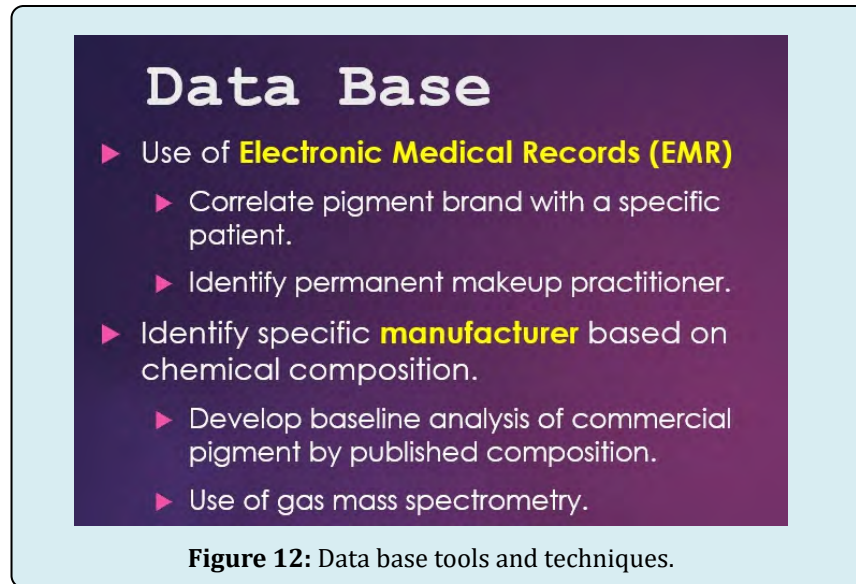 Data Base
Use of Electronic Medical Records (EMR)
Correlate pigment brand with a specific
patient.
Identify permanent makeup practitioner.
Identify specific manufacturer based on
chemical composition.
Develop baseline analysis of commercial
pigment by published composition.
Use of gas mass spectrometry.
Figure 12: Data base tools and techniques.